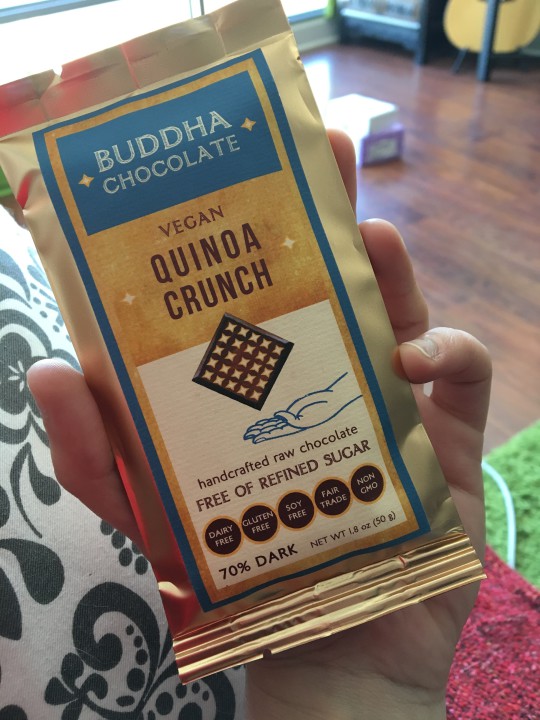 BUDDHA
CHOCOLATE
VEGAN
QUINOA
CRUNCH
handcrafted raw chocolate
FREE OF REFINED SUGAR
DAIRY
FREE
GLUTEN
FREE
SOY
FREE
FAIR
TRADE
NON
GMO
70% DARK NET WT 1.8 oz (50 g)